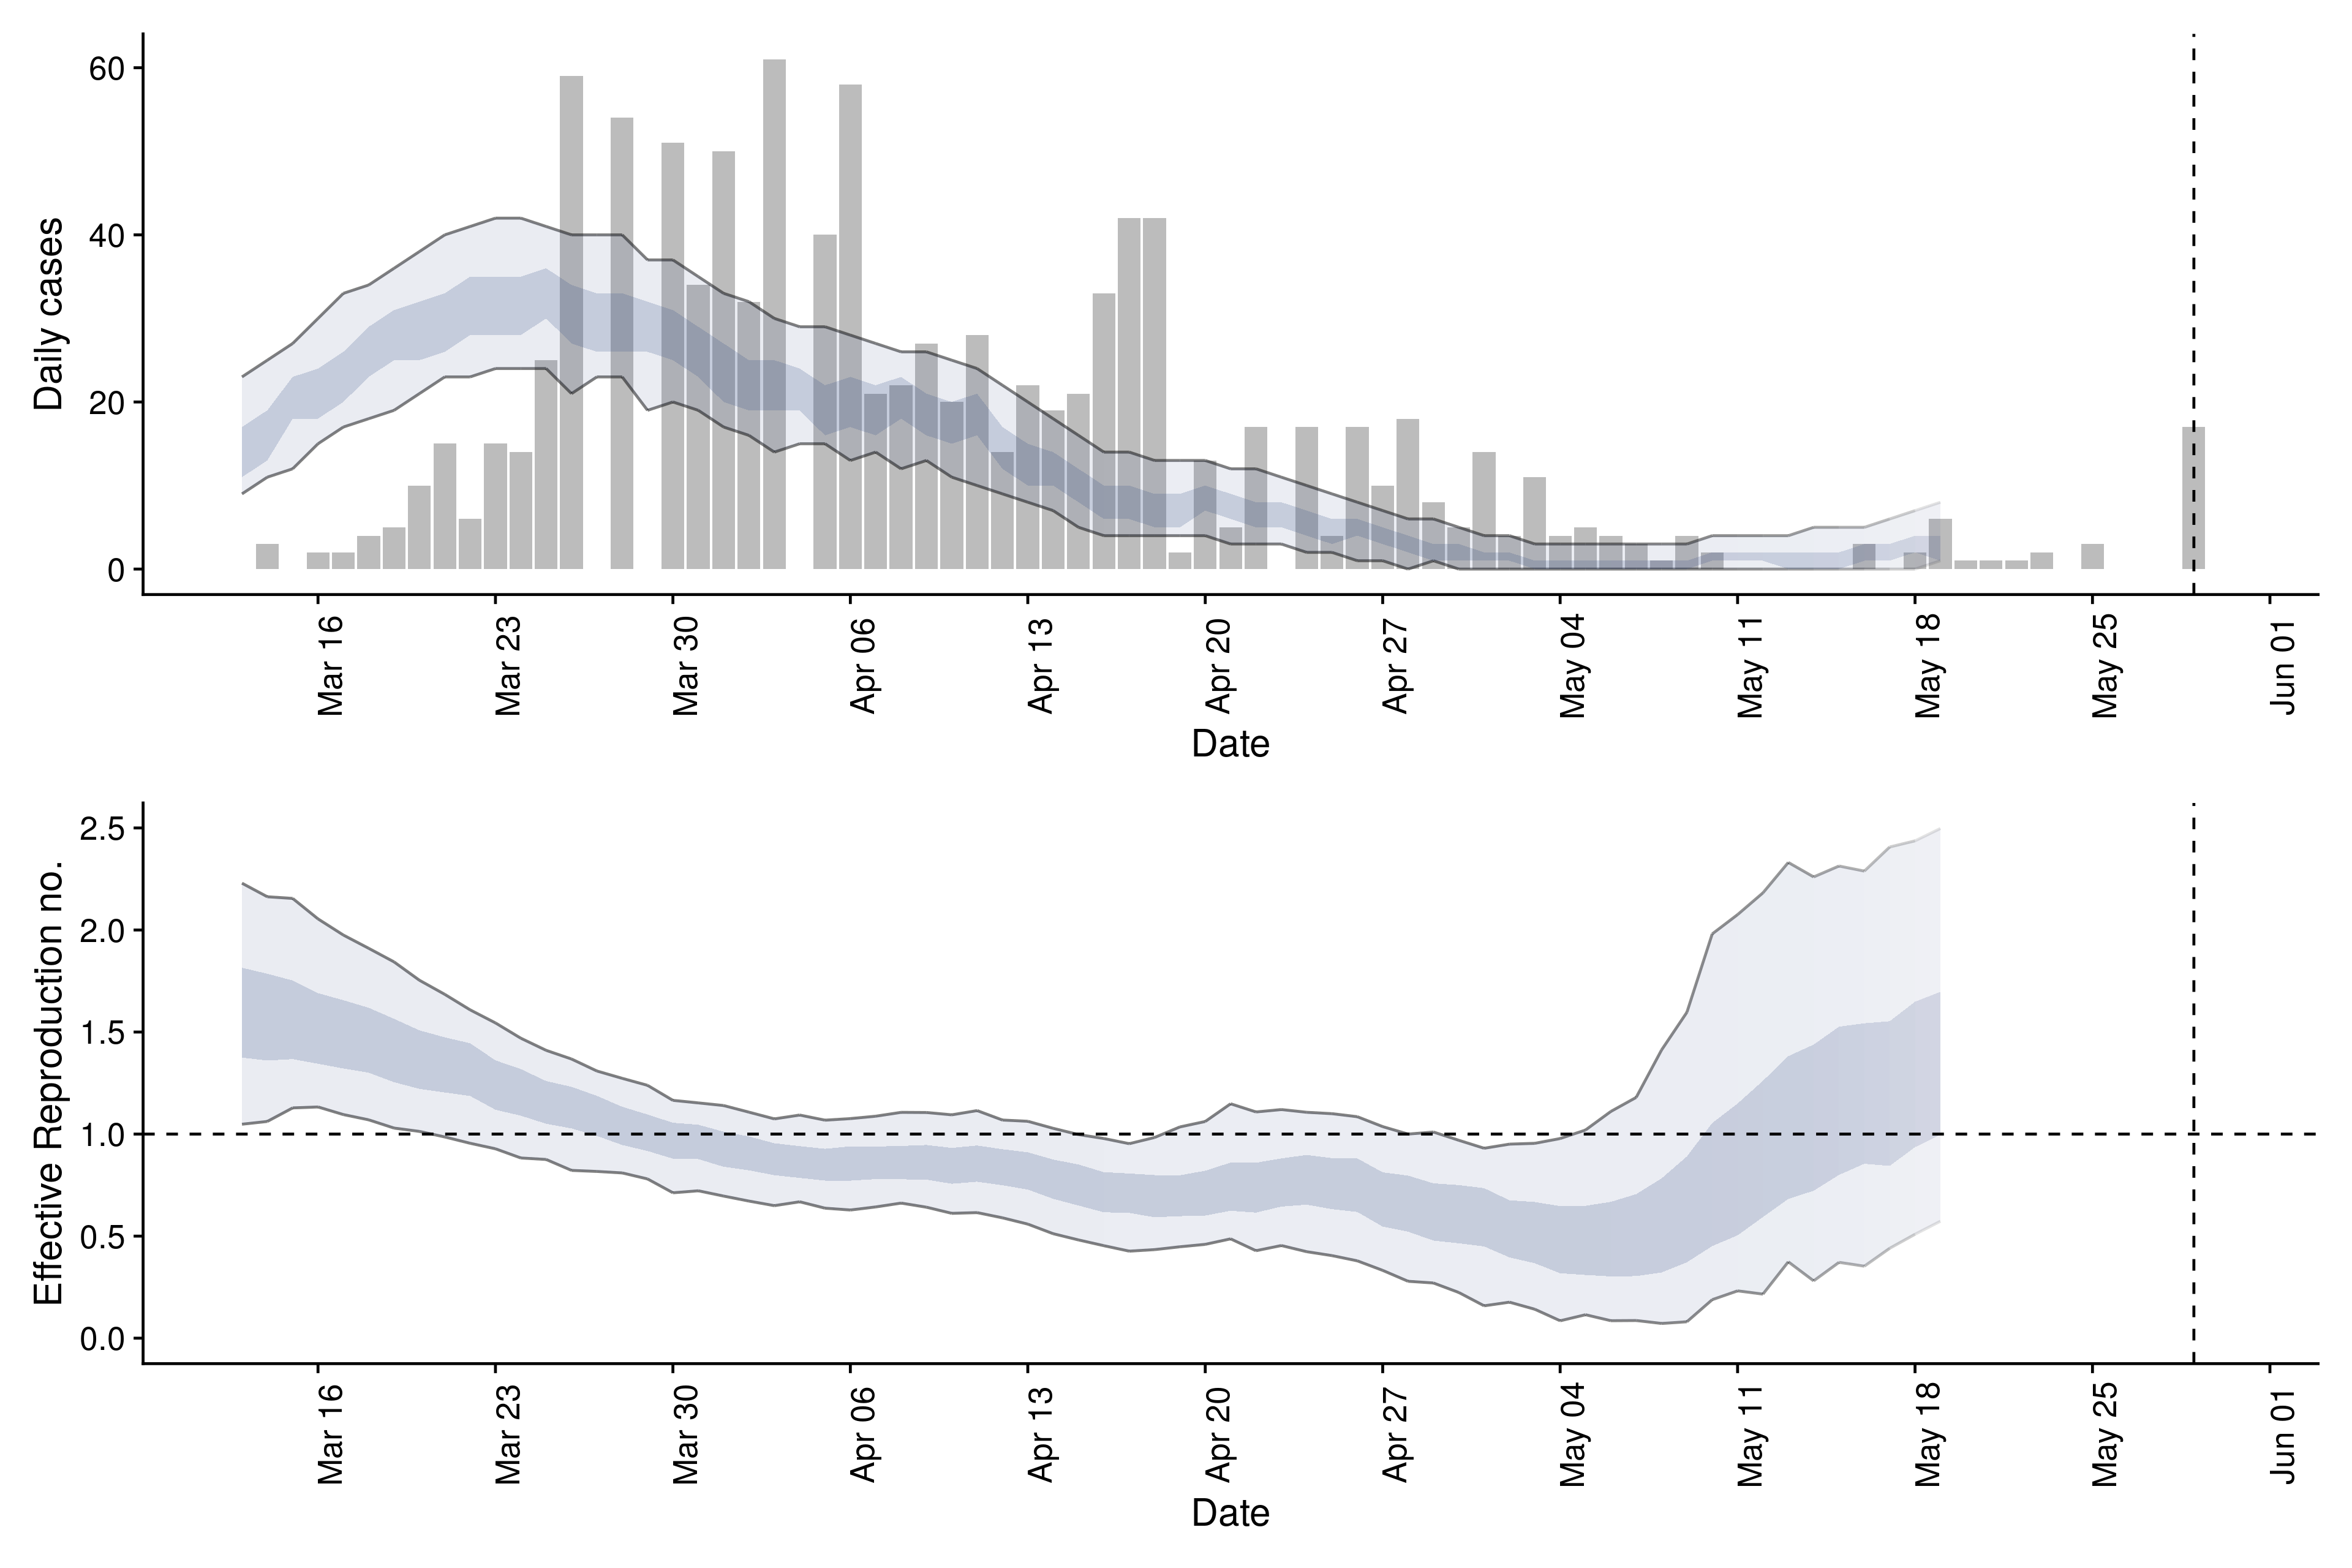 Daily cases
60
40
20
0
Mar 16
Mar 23
Mar 30
Apr 06
Apr 13
Apr 20
Apr 27
May 04
May 11
May 18
May 25
Jun 01
Date
Effective Reproduction no.
2.5
2.0
1.5
1.0
0.5
0.0
Mar 16
Mar 23
Mar 30
Apr 06
Apr 13
Apr 20
Apr 27
May 04
May 11
May 18
May 25
Jun 01
Date